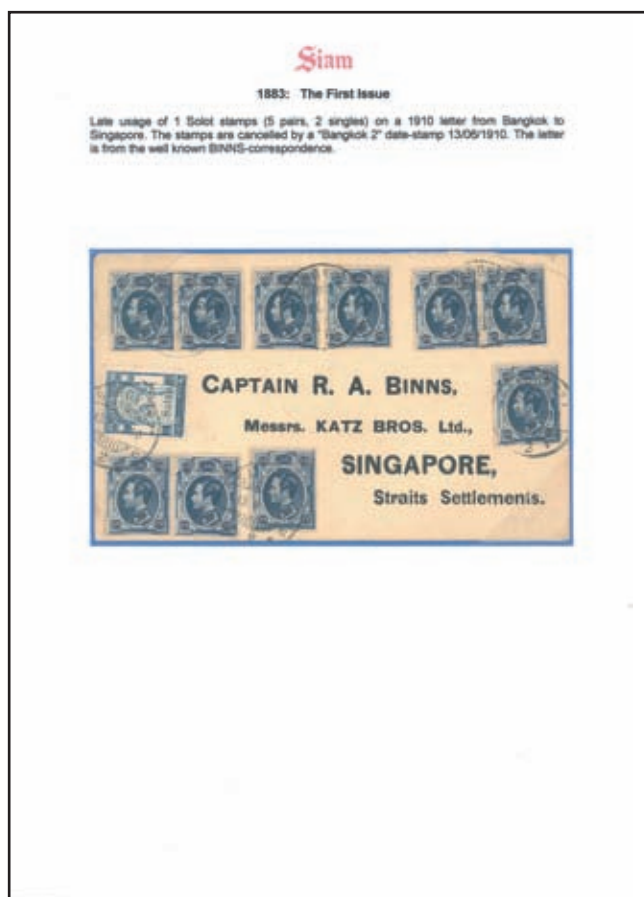 Siam
1883: The First Issue
Late usage of 1 Solot stamps (5 pairs, 2 singles) on a 1910 letter from Bangkok to
Singapore. The stamps are cancelled by a "Bangkok 2" date-stamp 13/06/1910. The letter
is from the well known BINNS-correspondence.
CAPTAIN R. A. BINNS,
Messrs. KATZ BROS. Ltd.,
SINGAPORE,
Straits Settlements.